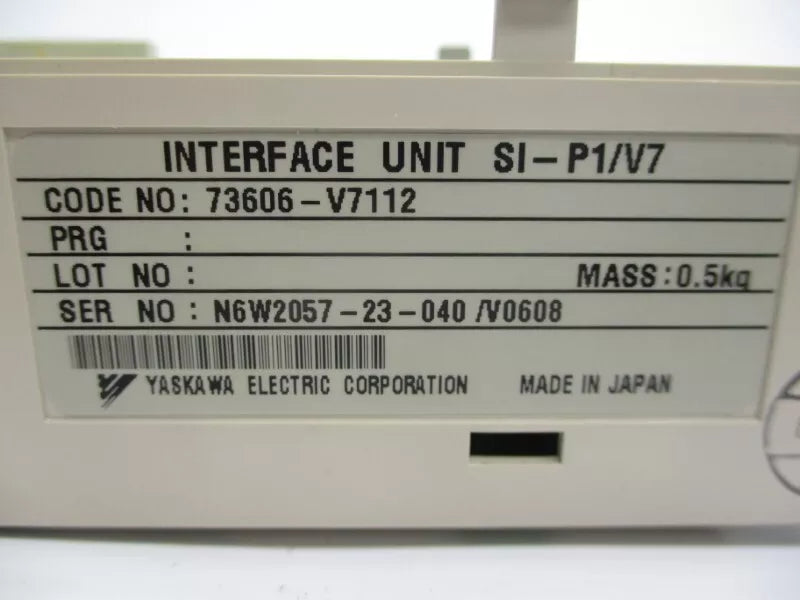 INTERFACE UNIT SI-P1/V7
CODE NO: 73606-V7112
PRG :
LOT NO : MASS:0.5kg
SER NO : N6W2057-23-040 /V0608
YASKAWA ELECTRIC CORPORATION MADE IN JAPAN